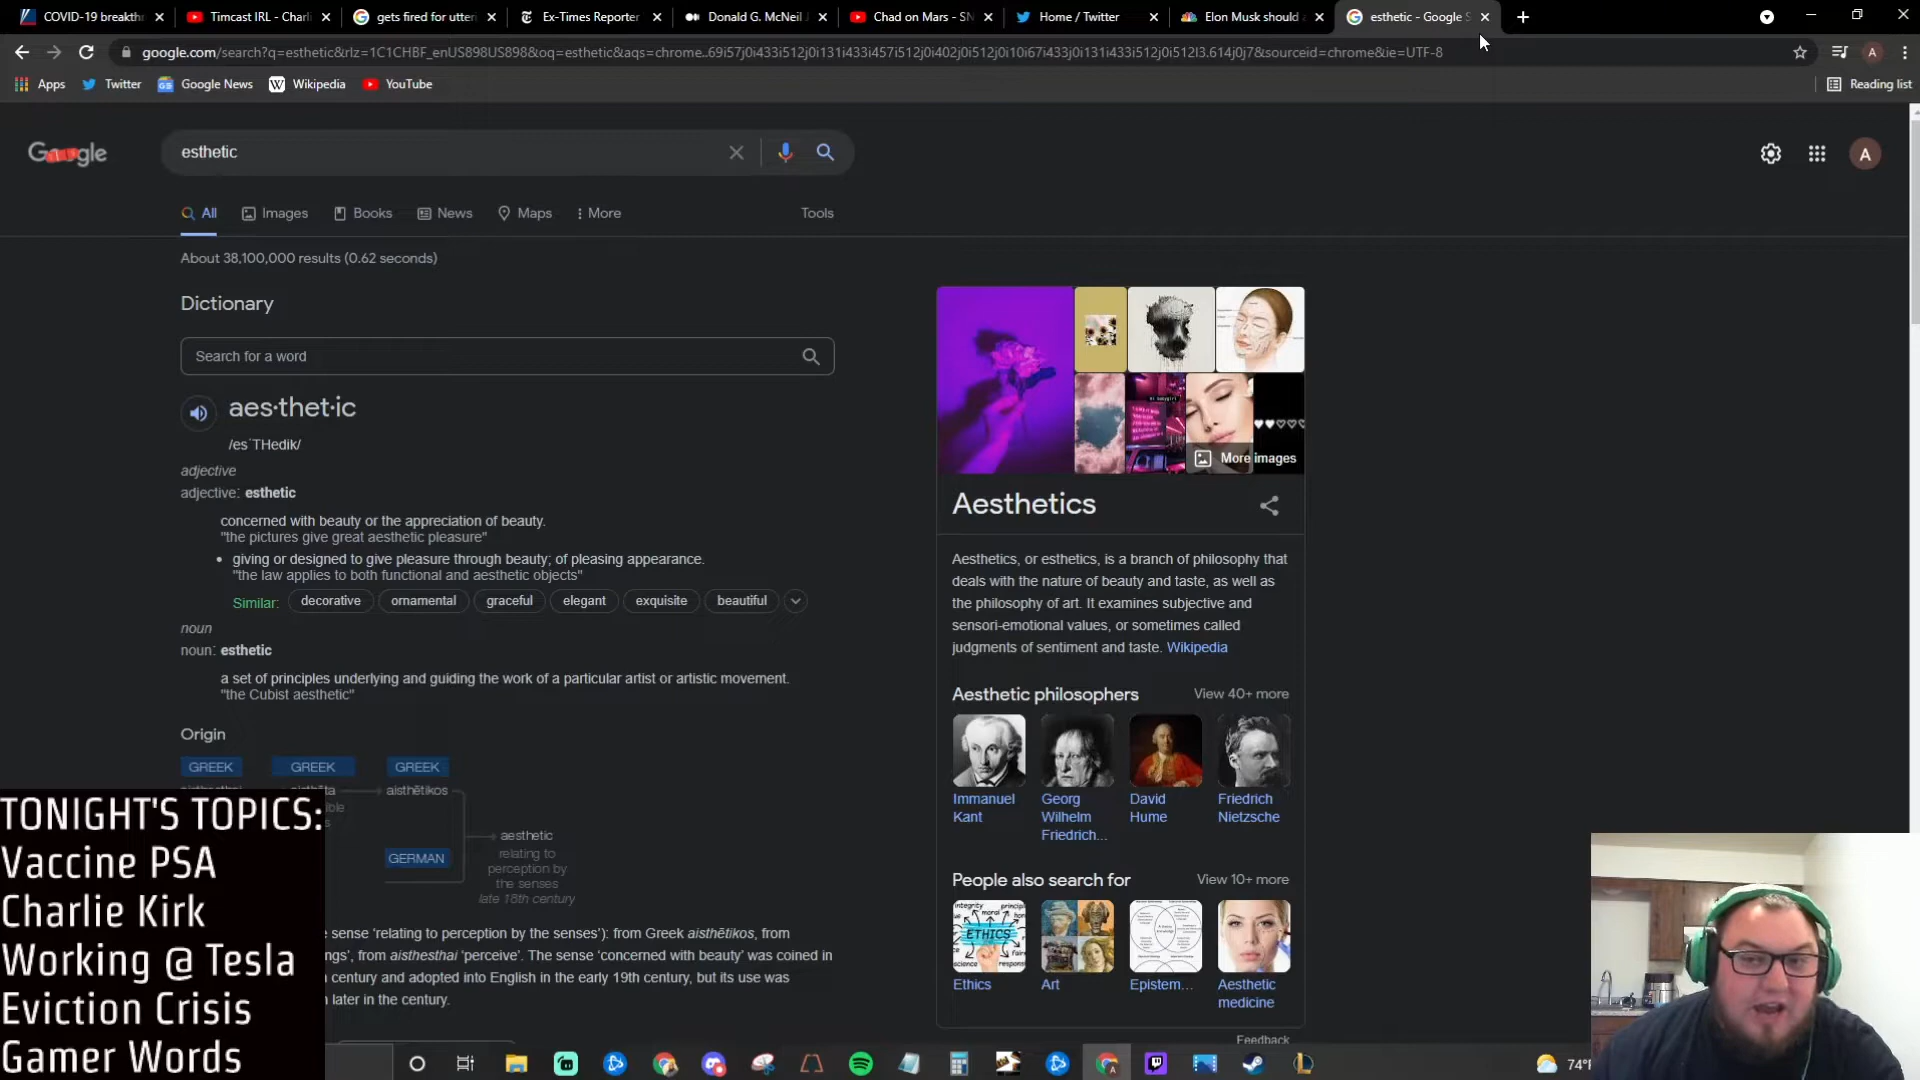 COVID-19 breakth
Timcast IRL - Charli
gets fired for utter
Ex-Times Reporter
Donald G. McNeil
Chad on Mars - SN
Home / Twitter
Elon Musk should
esthetic - Google S
google.com/search?q=esthetic&rlz=1C1CHBF_enUS898US898&oq=esthetic&aqs=chrome..69i57j0i433i512j0i131i433i457i512j0i402j0i512j0i10i67i433j0i131i433i512j0i512l3.614j0j7&sourceid=chrome&ie=UTF-8
Apps
Twitter
Google News
Wikipedia
YouTube
Reading list
esthetic
A
All
Images
Books
News
Maps
More
Tools
About 38,100,000 results (0.62 seconds)
Dictionary
Search for a word
aes·thet·ic
/esˈTHedik/
adjective
adjective: esthetic
concerned with beauty or the appreciation of beauty.
"the pictures give great aesthetic pleasure"
• giving or designed to give pleasure through beauty; of pleasing appearance.
"the law applies to both functional and aesthetic objects"
Similar: decorative ornamental graceful elegant exquisite beautiful
noun
noun: esthetic
a set of principles underlying and guiding the work of a particular artist or artistic movement.
"the Cubist aesthetic"
Origin
GREEK GREEK GREEK
aisthētikos
GERMAN
aesthetic
relating to
perception by
the senses
late 18th century
sense 'relating to perception by the senses'): from Greek aisthētikos, from
ngs', from aisthesthai 'perceive'. The sense 'concerned with beauty' was coined in
century and adopted into English in the early 19th century, but its use was
later in the century.
More images
Aesthetics
Aesthetics, or esthetics, is a branch of philosophy that
deals with the nature of beauty and taste, as well as
the philosophy of art. It examines subjective and
sensori-emotional values, or sometimes called
judgments of sentiment and taste. Wikipedia
Aesthetic philosophers
View 40+ more
Immanuel
Kant
Georg
Wilhelm
Friedrich...
David
Hume
Friedrich
Nietzsche
People also search for
View 10+ more
ETHICS
Ethics
Art
Epistem...
Aesthetic
medicine
Feedback
TONIGHT'S TOPICS:
Vaccine PSA
Charlie Kirk
Working @ Tesla
Eviction Crisis
Gamer Words
74°F